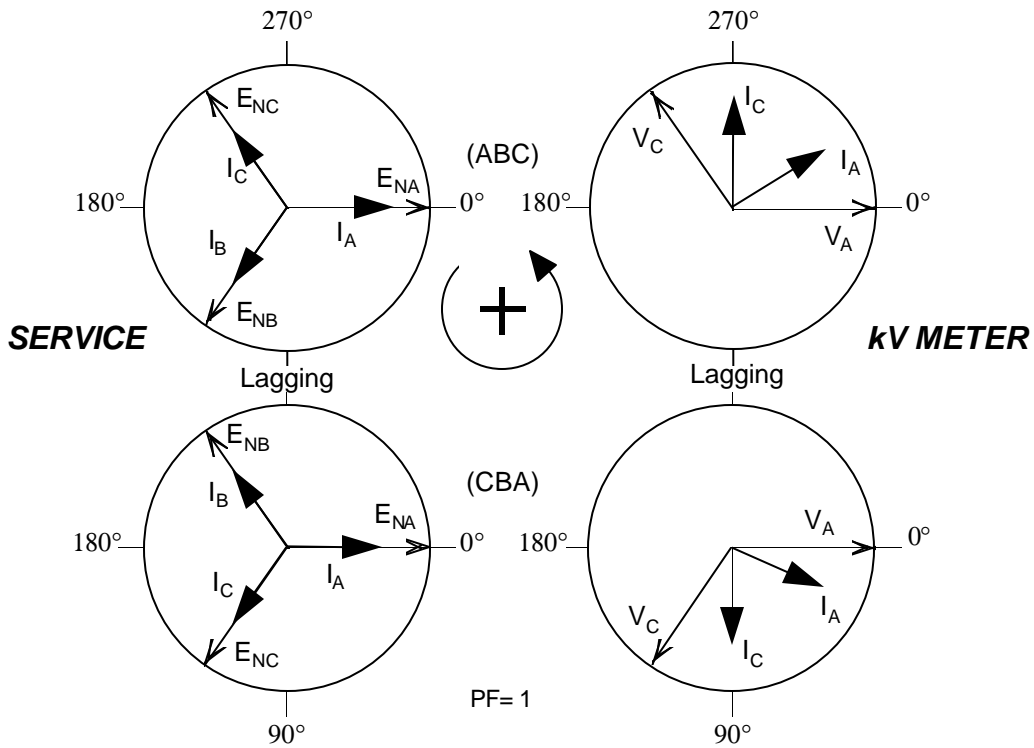 270°
270°
E_NC
I_C
(ABC)
E_NA
180°
0°
I_A
I_B
E_NB
I_C
V_C
I_A
180°
0°
V_A
SERVICE
kV METER
Lagging
Lagging
E_NB
I_B
(CBA)
E_NA
180°
0°
I_A
I_C
E_NC
V_A
180°
0°
I_A
V_C
I_C
PF= 1
90°
90°